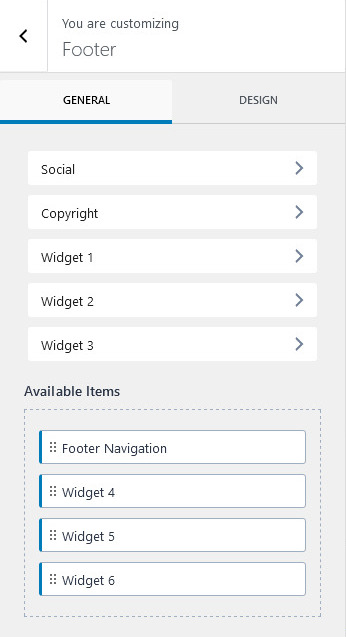 You are customizing
Footer
GENERAL
DESIGN
Social
Copyright
Widget 1
Widget 2
Widget 3
Available Items
Footer Navigation
Widget 4
Widget 5
Widget 6